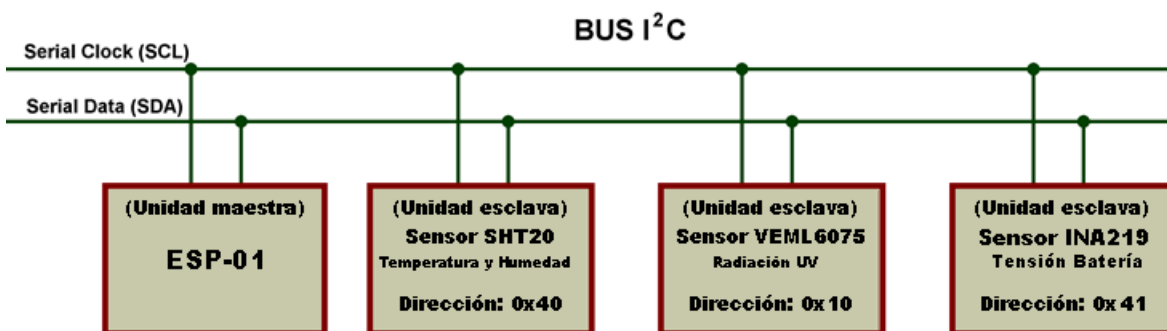 BUS I²C
Serial Clock (SCL)
Serial Data (SDA)
(Unidad maestra)
ESP-01
(Unidad esclava)
Sensor SHT20
Temperatura y Humedad
Dirección: 0x40
(Unidad esclava)
Sensor VEML6075
Radiación UV
Dirección: 0x10
(Unidad esclava)
Sensor INA219
Tensión Batería
Dirección: 0x41